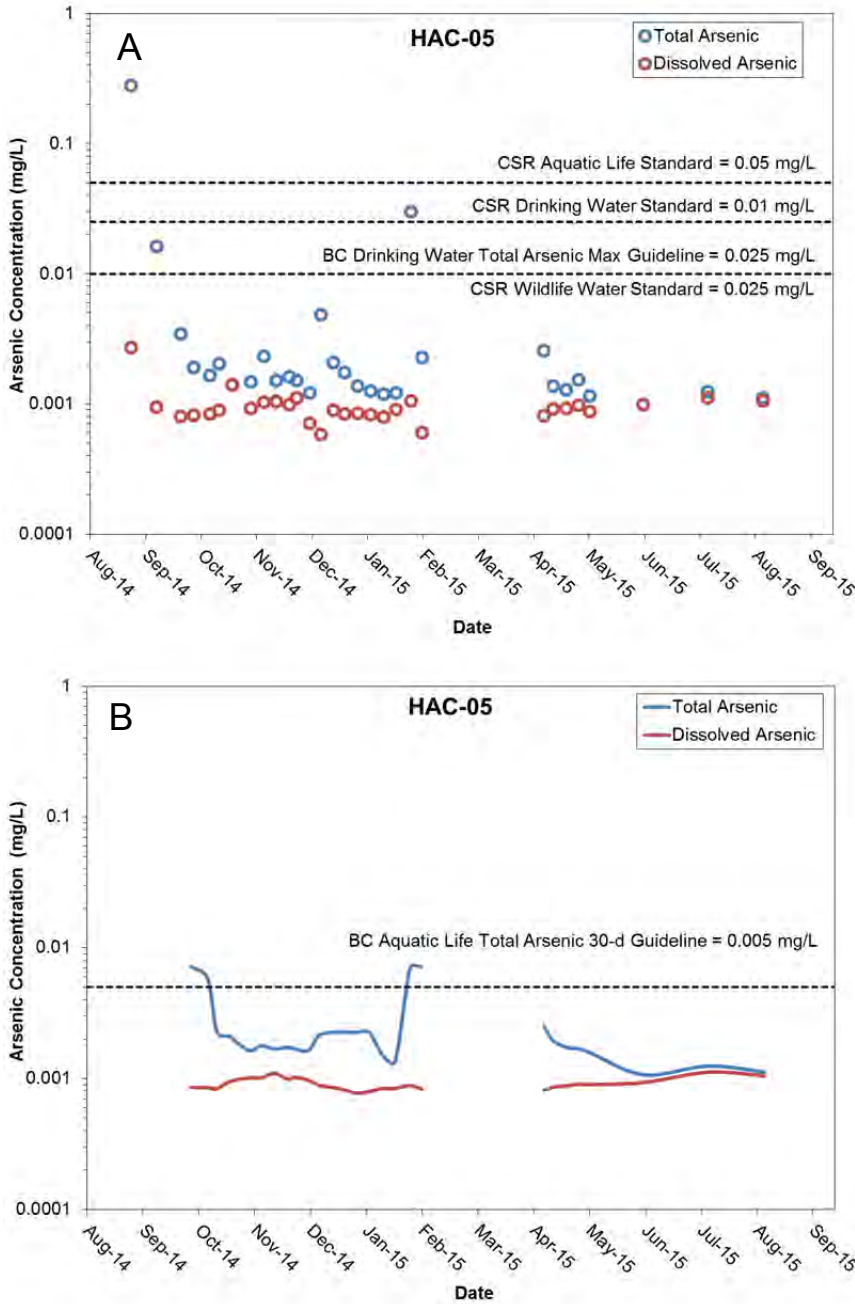 A
HAC-05
Total Arsenic
Dissolved Arsenic
Arsenic Concentration (mg/L)
1
0.1
0.01
0.001
0.0001
CSR Aquatic Life Standard = 0.05 mg/L
CSR Drinking Water Standard = 0.01 mg/L
BC Drinking Water Total Arsenic Max Guideline = 0.025 mg/L
CSR Wildlife Water Standard = 0.025 mg/L
Aug-14
Sep-14
Oct-14
Nov-14
Dec-14
Jan-15
Feb-15
Mar-15
Apr-15
May-15
Jun-15
Jul-15
Aug-15
Sep-15
Date
B
HAC-05
Total Arsenic
Dissolved Arsenic
Arsenic Concentration (mg/L)
1
0.1
0.01
0.001
0.0001
BC Aquatic Life Total Arsenic 30-d Guideline = 0.005 mg/L
Aug-14
Sep-14
Oct-14
Nov-14
Dec-14
Jan-15
Feb-15
Mar-15
Apr-15
May-15
Jun-15
Jul-15
Aug-15
Sep-15
Date